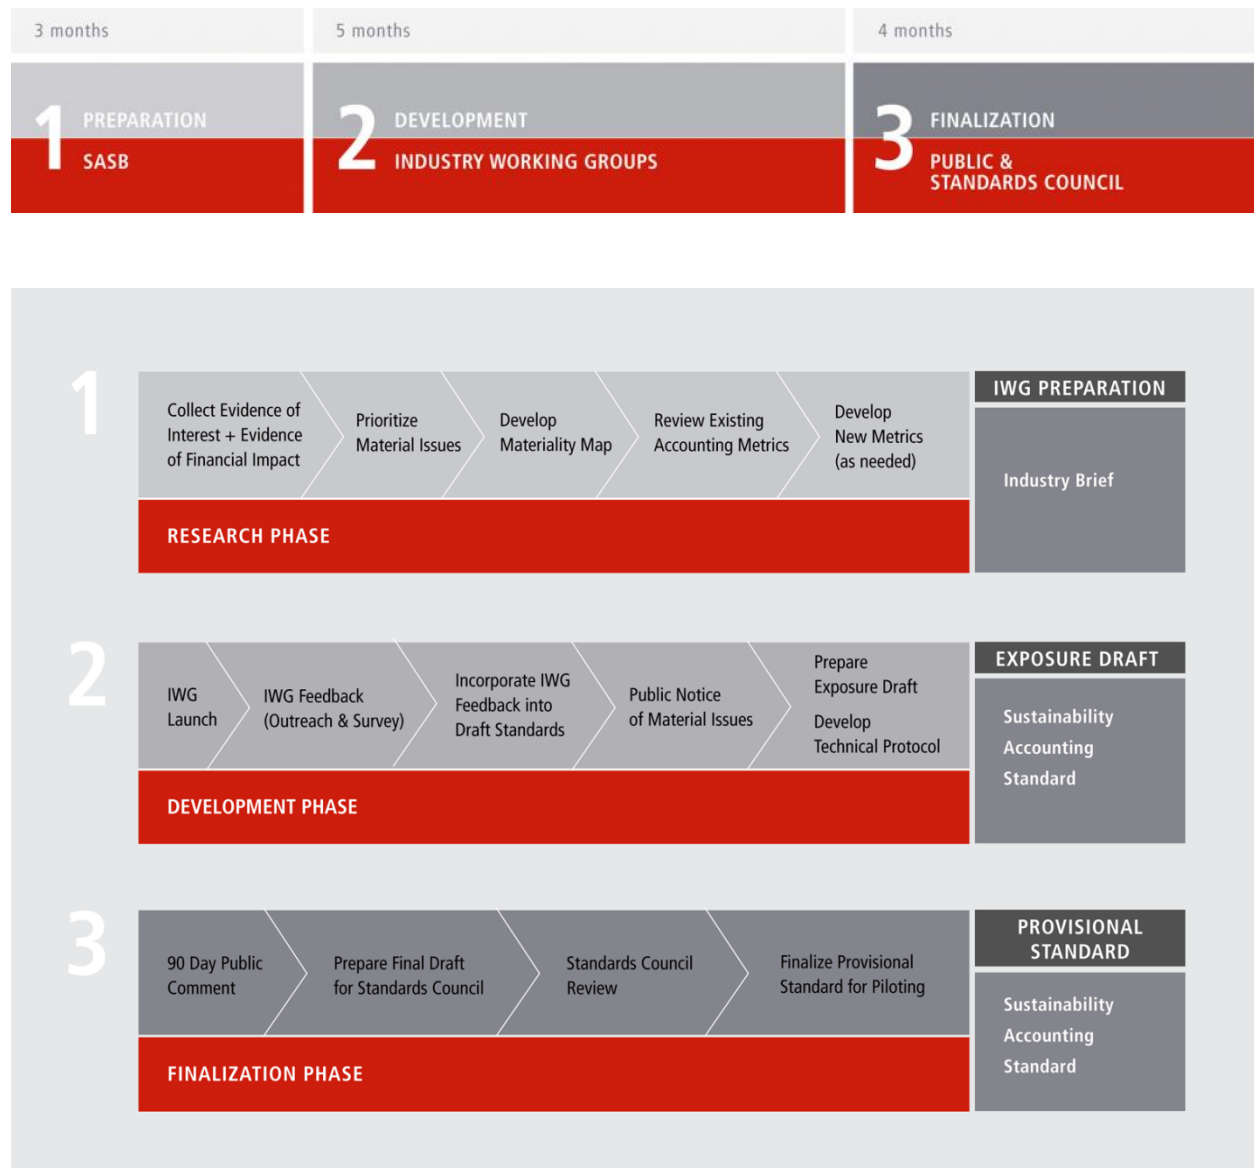 3 months
5 months
4 months
1
PREPARATION
SASB
2
DEVELOPMENT
INDUSTRY WORKING GROUPS
3
FINALIZATION
PUBLIC &
STANDARDS COUNCIL
1
Collect Evidence of
Interest + Evidence
of Financial Impact
Prioritize
Material Issues
Develop
Materiality Map
Review Existing
Accounting Metrics
Develop
New Metrics
(as needed)
RESEARCH PHASE
IWG PREPARATION
Industry Brief
2
IWG
Launch
IWG Feedback
(Outreach & Survey)
Incorporate IWG
Feedback into
Draft Standards
Public Notice
of Material Issues
Prepare
Exposure Draft
Develop
Technical Protocol
DEVELOPMENT PHASE
EXPOSURE DRAFT
Sustainability
Accounting
Standard
3
90 Day Public
Comment
Prepare Final Draft
for Standards Council
Standards Council
Review
Finalize Provisional
Standard for Piloting
FINALIZATION PHASE
PROVISIONAL
STANDARD
Sustainability
Accounting
Standard